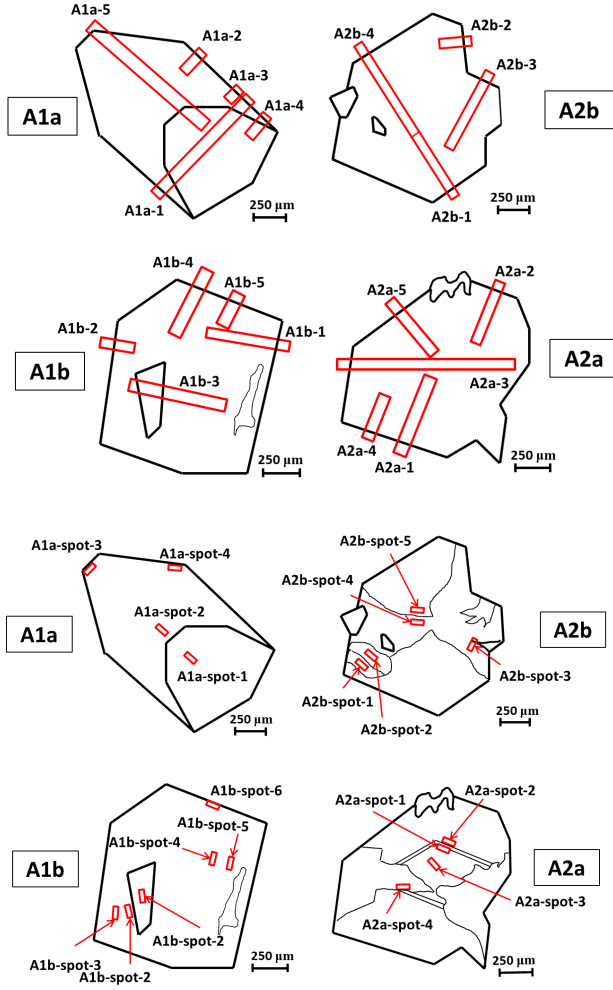 A1a-5
A1a-2
A1a-3
A1a-4
A1a
A1a-1
250 µm
A2b-4
A2b-2
A2b-3
A2b
A2b-1
250 µm
A1b-4
A1b-5
A1b-2
A1b-1
A1b
A1b-3
250 µm
A2a-5
A2a-2
A2a
A2a-3
A2a-4
A2a-1
250 µm
A1a-spot-3
A1a-spot-4
A1a-spot-2
A1a
A1a-spot-1
250 µm
A2b-spot-5
A2b-spot-4
A2b
A2b-spot-3
A2b-spot-1
A2b-spot-2
250 µm
A1b-spot-6
A1b-spot-5
A1b-spot-4
A1b
A1b-spot-2
A1b-spot-3
A1b-spot-2
250 µm
A2a-spot-2
A2a-spot-1
A2a
A2a-spot-3
A2a-spot-4
250 µm